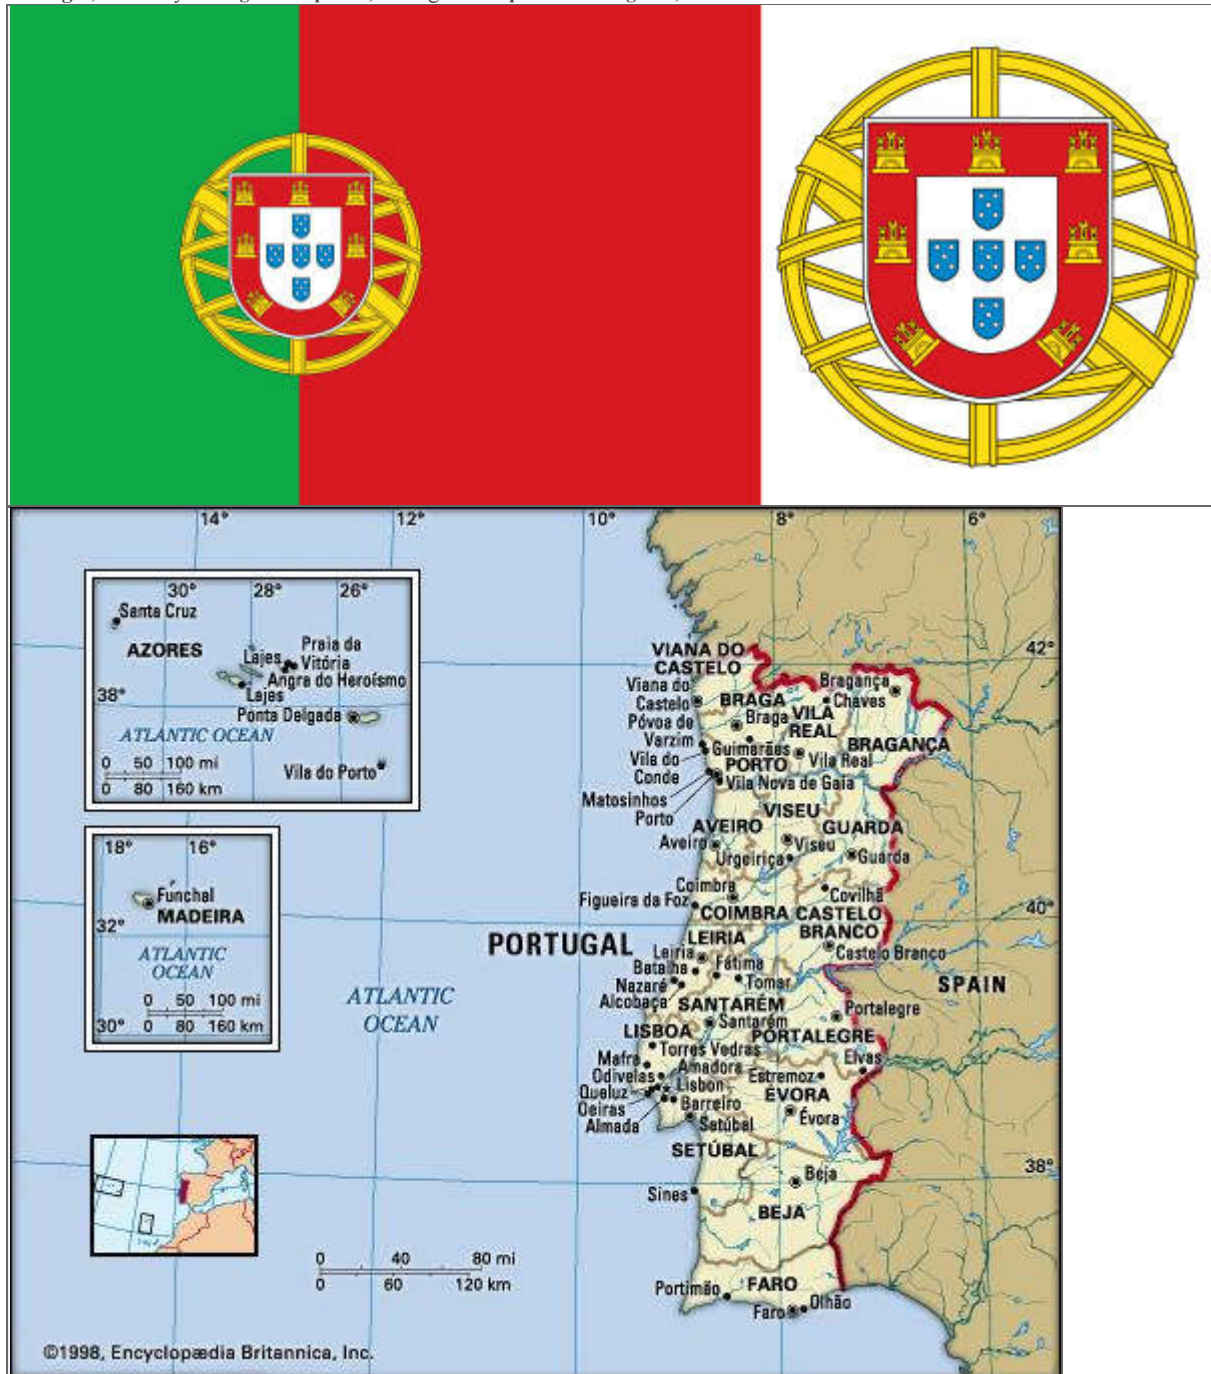 14° 12° 10° 8° 6°
30° 28° 26°
Santa Cruz
AZORES
Praia da
Vitória
Lajes
Angra do Heroísmo
Lajes
38°
Ponta Delgada
ATLANTIC OCEAN
0 50 100 mi
0 80 160 km
Vila do Porto
18° 16°
Funchal
MADEIRA
32°
ATLANTIC
OCEAN
0 50 100 mi
30° 0 80 160 km
VIANA DO
CASTELO
42°
Viana do
Castelo
BRAGA
Bragança
Chaves
Póvoa de
Varzim
Braga
VILA
REAL
BRAGANÇA
Guimarães
Vila do
Conde
PORTO
Vila Real
Vila Nova de Gaia
Matosinhos
Porto
VISEU
AVEIRO
GUARDA
Aveiro
Viseu
Urgeiriça
Guarda
Coimbra
Covilhã
Figueira da Foz
40°
COIMBRA
CASTELO
BRANCO
LEIRIA
PORTUGAL
Leiria
Castelo Branco
Batalha
Fátima
Nazaré
Tomar
SPAIN
Alcobaça
SANTARÉM
Portalegre
ATLANTIC
OCEAN
LISBOA
Santarém
PORTALEGRE
Torres Vedras
Elvas
Mafra
Amadora
Odivelas
Estremoz
Queluz
Lisbon
ÉVORA
Oeiras
Barreiro
Évora
Almada
Setúbal
SETÚBAL
38°
Beja
Sines
BEJA
0 40 80 mi
0 60 120 km
Portimão
FARO
Faro
Olhão
©1998, Encyclopædia Britannica, Inc.